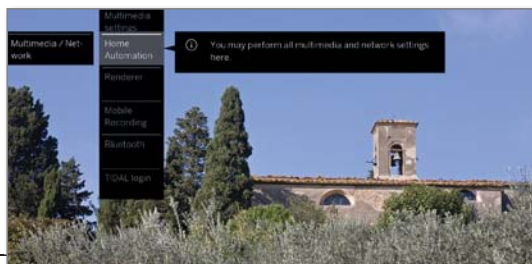 Multimedia
settings
Multimedia / Net-
work
Home
Automation
You may perform all multimedia and network settings
here.
Renderer
Mobile
Recording
Bluetooth
TIDAL login